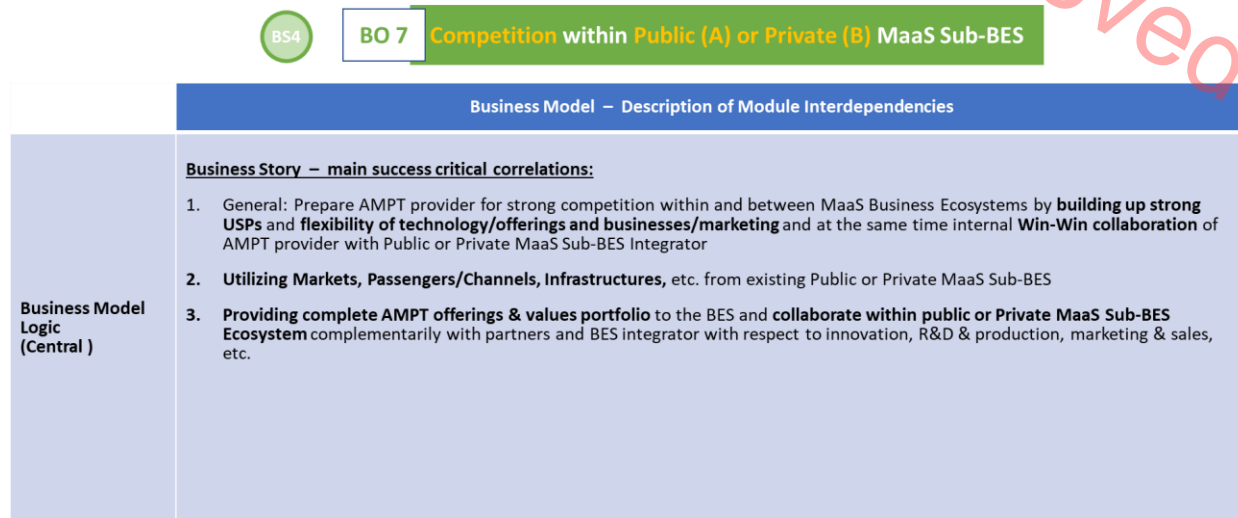 BS4
BO 7
Competition within Public (A) or Private (B) MaaS Sub-BES
Business Model – Description of Module Interdependencies
Business Model
Logic
(Central )
Business Story – main success critical correlations:
1. General: Prepare AMPT provider for strong competition within and between MaaS Business Ecosystems by building up strong
USPs and flexibility of technology/offerings and businesses/marketing and at the same time internal Win-Win collaboration of
AMPT provider with Public or Private MaaS Sub-BES Integrator
2. Utilizing Markets, Passengers/Channels, Infrastructures, etc. from existing Public or Private MaaS Sub-BES
3. Providing complete AMPT offerings & values portfolio to the BES and collaborate within public or Private MaaS Sub-BES
Ecosystem complementarily with partners and BES integrator with respect to innovation, R&D & production, marketing & sales,
etc.